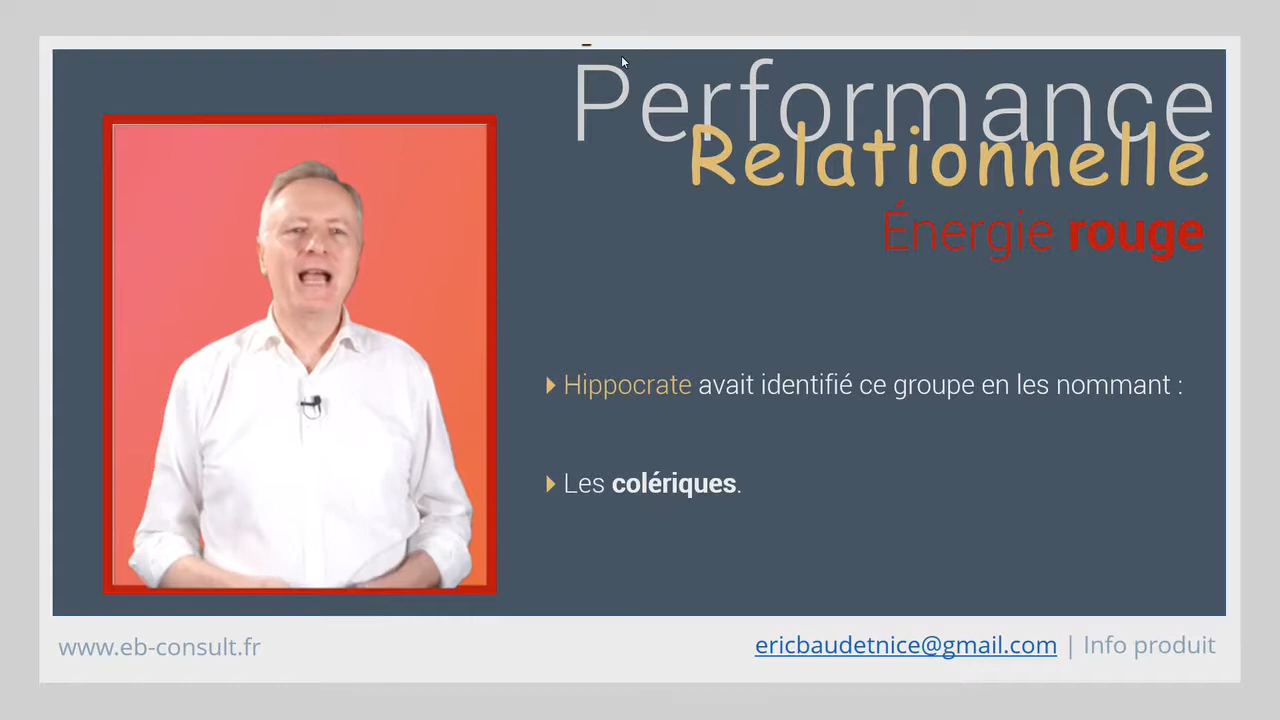 Performance
Relationnelle
Énergie rouge
Hippocrate avait identifié ce groupe en les nommant :
Les colériques.
www.eb-consult.fr
ericbaudetnice@gmail.com | Info produit